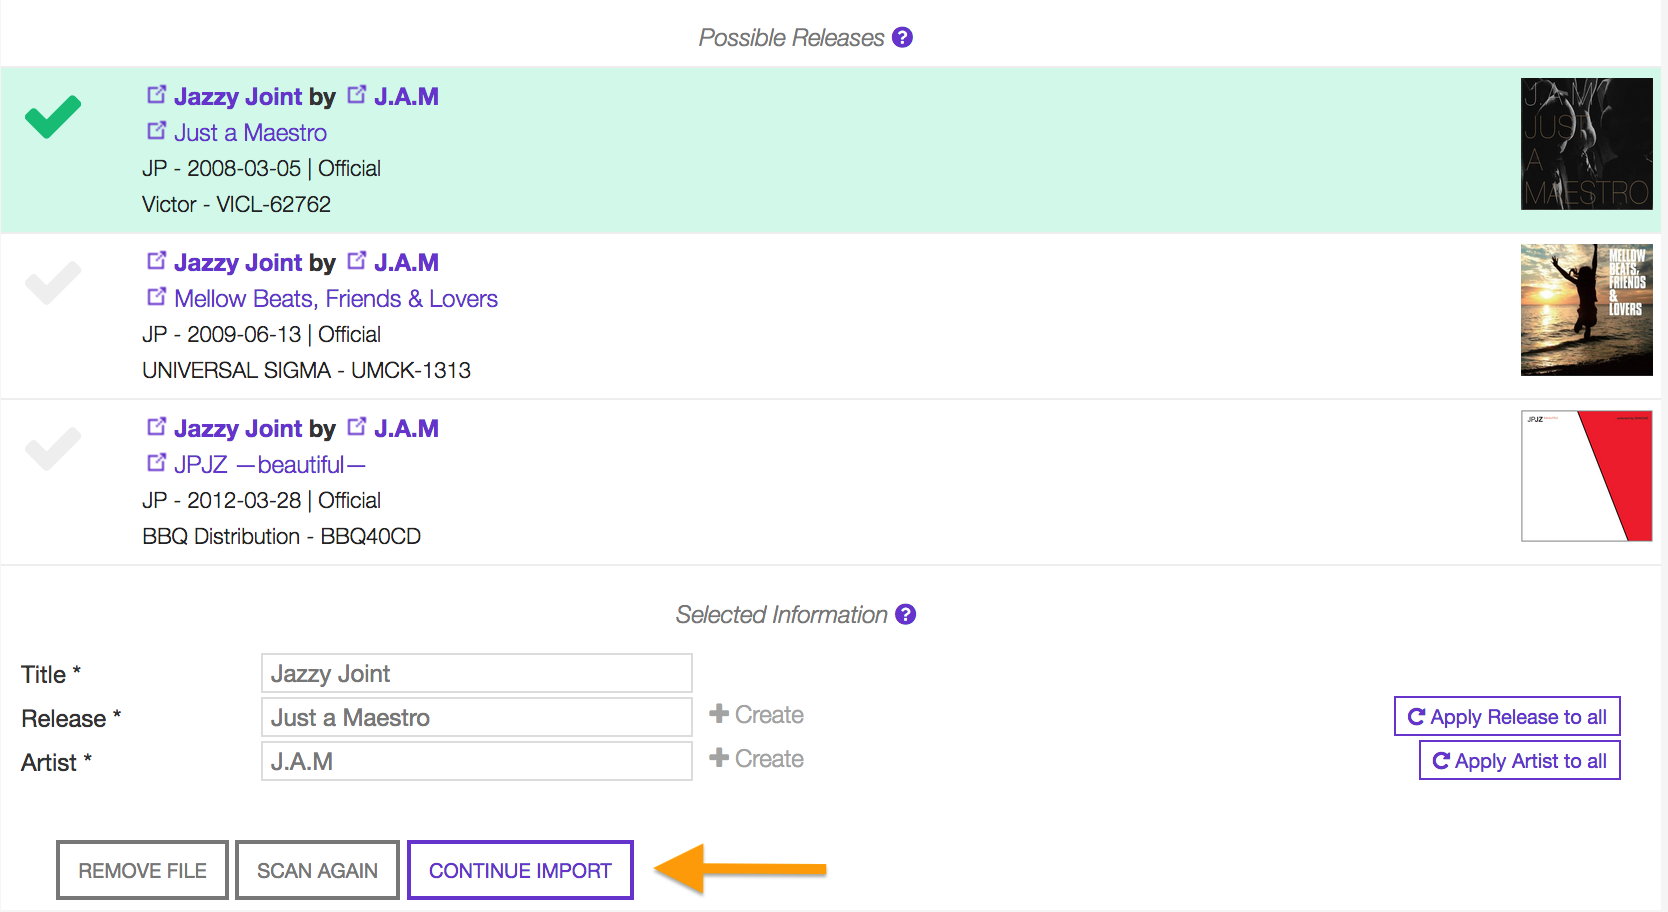 Possible Releases ?
Jazzy Joint by J.A.M
Just a Maestro
JP - 2008-03-05 | Official
Victor - VICL-62762
J.A.M
JUST
A
MAESTRO
Jazzy Joint by J.A.M
Mellow Beats, Friends & Lovers
JP - 2009-06-13 | Official
UNIVERSAL SIGMA - UMCK-1313
MELLOW
BEATS,
FRIENDS
&
LOVERS
Jazzy Joint by J.A.M
JPJZ —beautiful—
JP - 2012-03-28 | Official
BBQ Distribution - BBQ40CD
JPJZ
Selected Information ?
Title * Jazzy Joint
Release * Just a Maestro Create Apply Release to all
Artist * J.A.M Create Apply Artist to all
REMOVE FILE SCAN AGAIN CONTINUE IMPORT